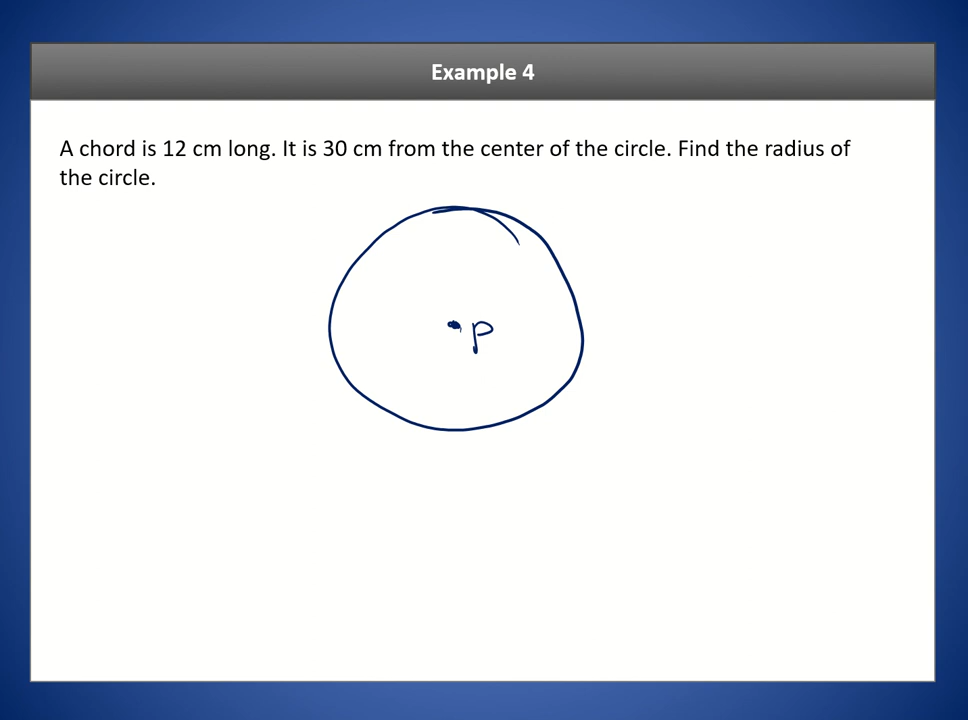 Example 4
A chord is 12 cm long. It is 30 cm from the center of the circle. Find the radius of
the circle.
P